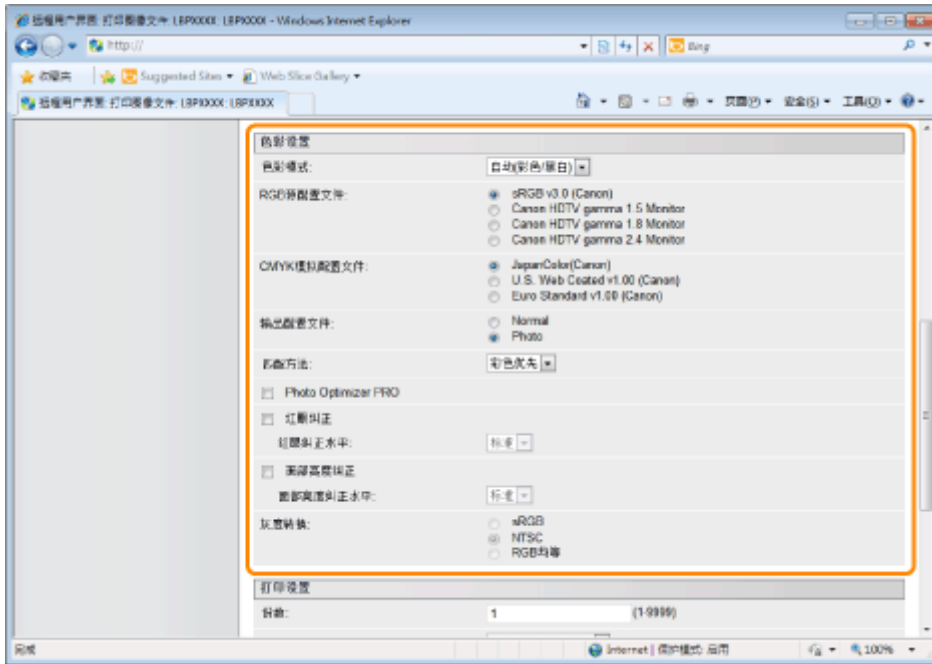 远程用户界面: 打印图像文件: LBPXXXX: LBPXXXX - Windows Internet Explorer
http://
Bing
收藏夹 Suggested Sites Web Slice Gallery
远程用户界面: 打印图像文件: LBPXXXX: LBPXXXX 页面(P) 安全(S) 工具(O)
色彩设置
色彩模式: 自动(彩色/黑白)
RGB源配置文件: sRGB v3.0 (Canon)
Canon HDTV gamma 1.5 Monitor
Canon HDTV gamma 1.8 Monitor
Canon HDTV gamma 2.4 Monitor
CMYK模拟配置文件: JapanColor(Canon)
U.S. Web Coated v1.00 (Canon)
Euro Standard v1.00 (Canon)
输出配置文件: Normal
Photo
匹配方法: 彩色优先
Photo Optimizer PRO
红眼纠正
红眼纠正水平: 标准
面部亮度纠正
面部亮度纠正水平: 标准
灰度转换: sRGB
NTSC
RGB均等
打印设置
份数: 1 (1-9999)
完成 Internet | 保护模式: 启用 100%